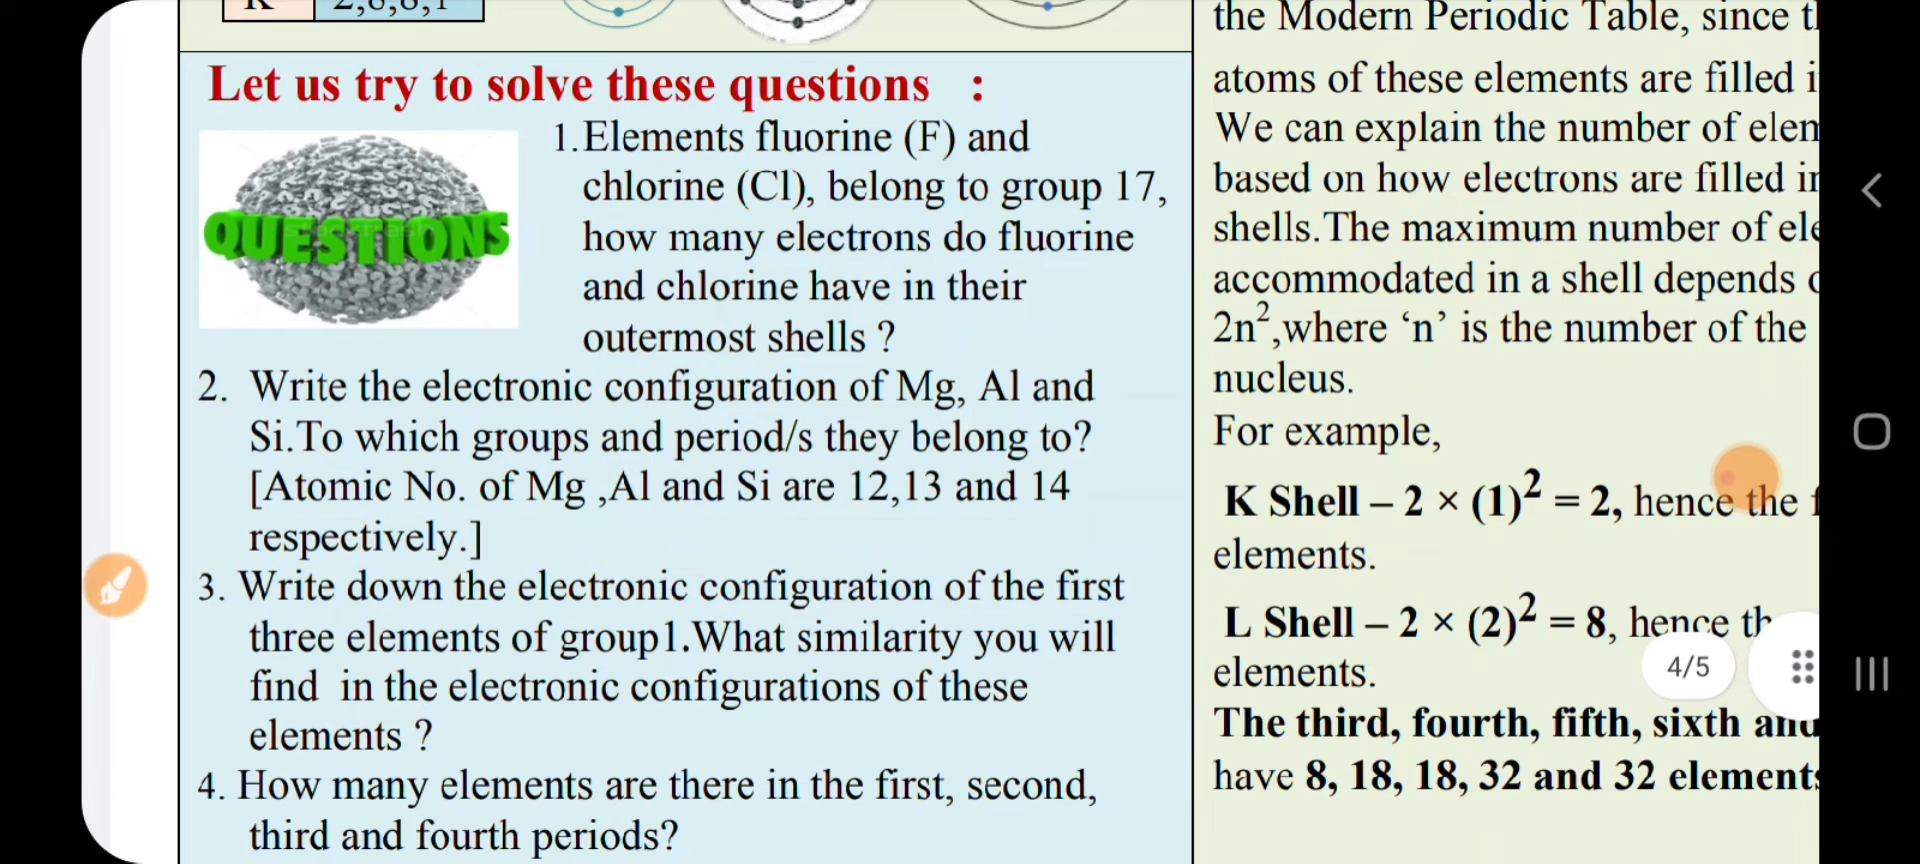 Let us try to solve these questions :
QUESTIONS
1.Elements fluorine (F) and
chlorine (Cl), belong to group 17,
how many electrons do fluorine
and chlorine have in their
outermost shells ?
2. Write the electronic configuration of Mg, Al and
Si.To which groups and period/s they belong to?
[Atomic No. of Mg ,Al and Si are 12,13 and 14
respectively.]
3. Write down the electronic configuration of the first
three elements of group1.What similarity you will
find in the electronic configurations of these
elements ?
4. How many elements are there in the first, second,
third and fourth periods?
the Modern Periodic Table, since
atoms of these elements are filled
We can explain the number of
based on how electrons are filled
shells.The maximum number of
accommodated in a shell depends
2n²,where ‘n’ is the number of the
nucleus.
For example,
K Shell – 2 × (1)² = 2, hence the
elements.
L Shell – 2 × (2)² = 8, hence
elements.
The third, fourth, fifth, sixth and
have 8, 18, 18, 32 and 32 elements
4/5